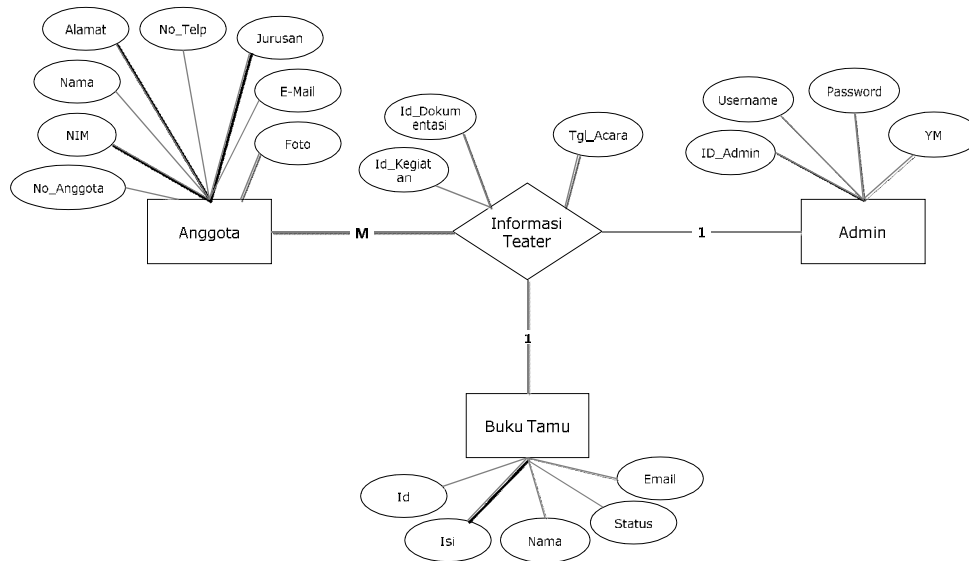 Alamat
No_Telp
Jurusan
Nama
E-Mail
NIM
Foto
No_Anggota
Anggota
M
Id_Dokum
entasi
Id_Kegiat
an
Tgl_Acara
Informasi
Teater
1
Username
Password
YM
ID_Admin
Admin
1
Buku Tamu
Id
Isi
Nama
Status
Email